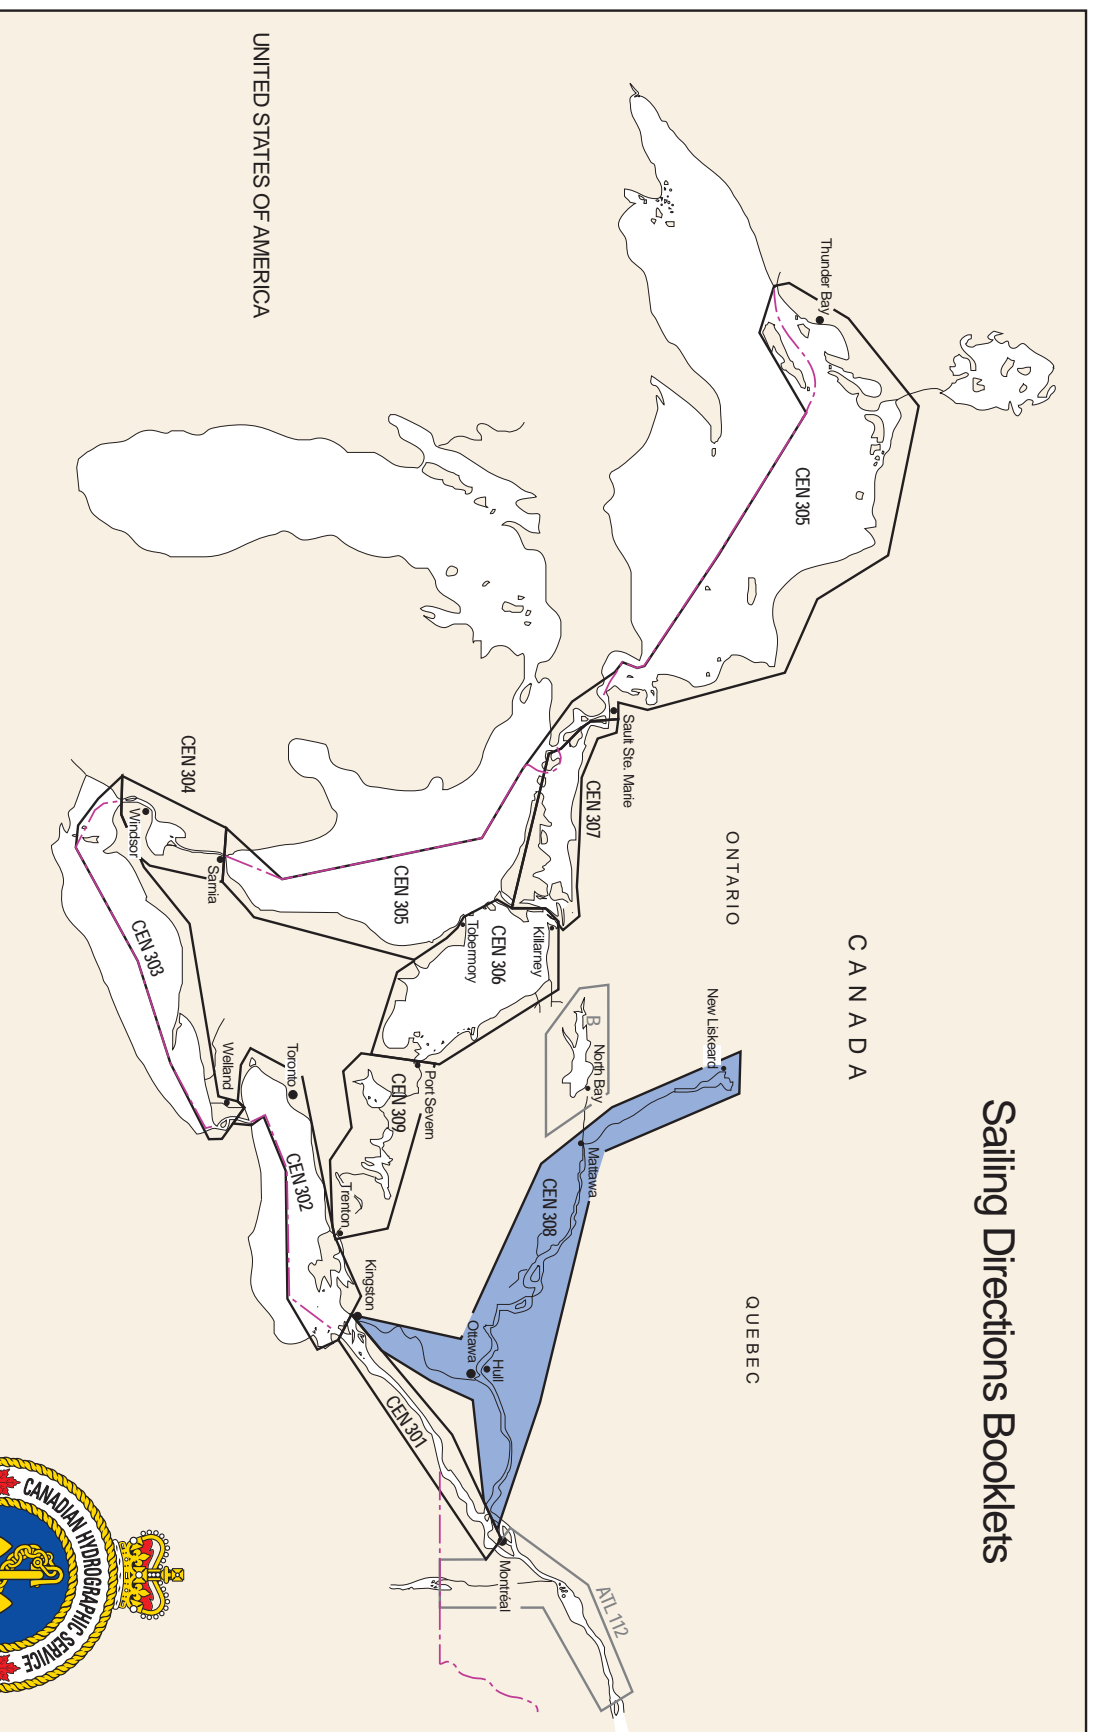 Sailing Directions Booklets
CANADA
ONTARIO
QUEBEC
UNITED STATES OF AMERICA
Thunder Bay
CEN 305
Sault Ste. Marie
CEN 307
CEN 304
Windsor
Sarnia
CEN 305
CEN 303
Killarney
CEN 306
Tobermory
New Liskeard
B
North Bay
Mattawa
CEN 308
Port Severn
CEN 309
Trenton
Welland
Toronto
CEN 302
Kingston
Ottawa
Hull
CEN 301
Montréal
ATL 112
CANADIAN HYDROGRAPHIC SERVICE